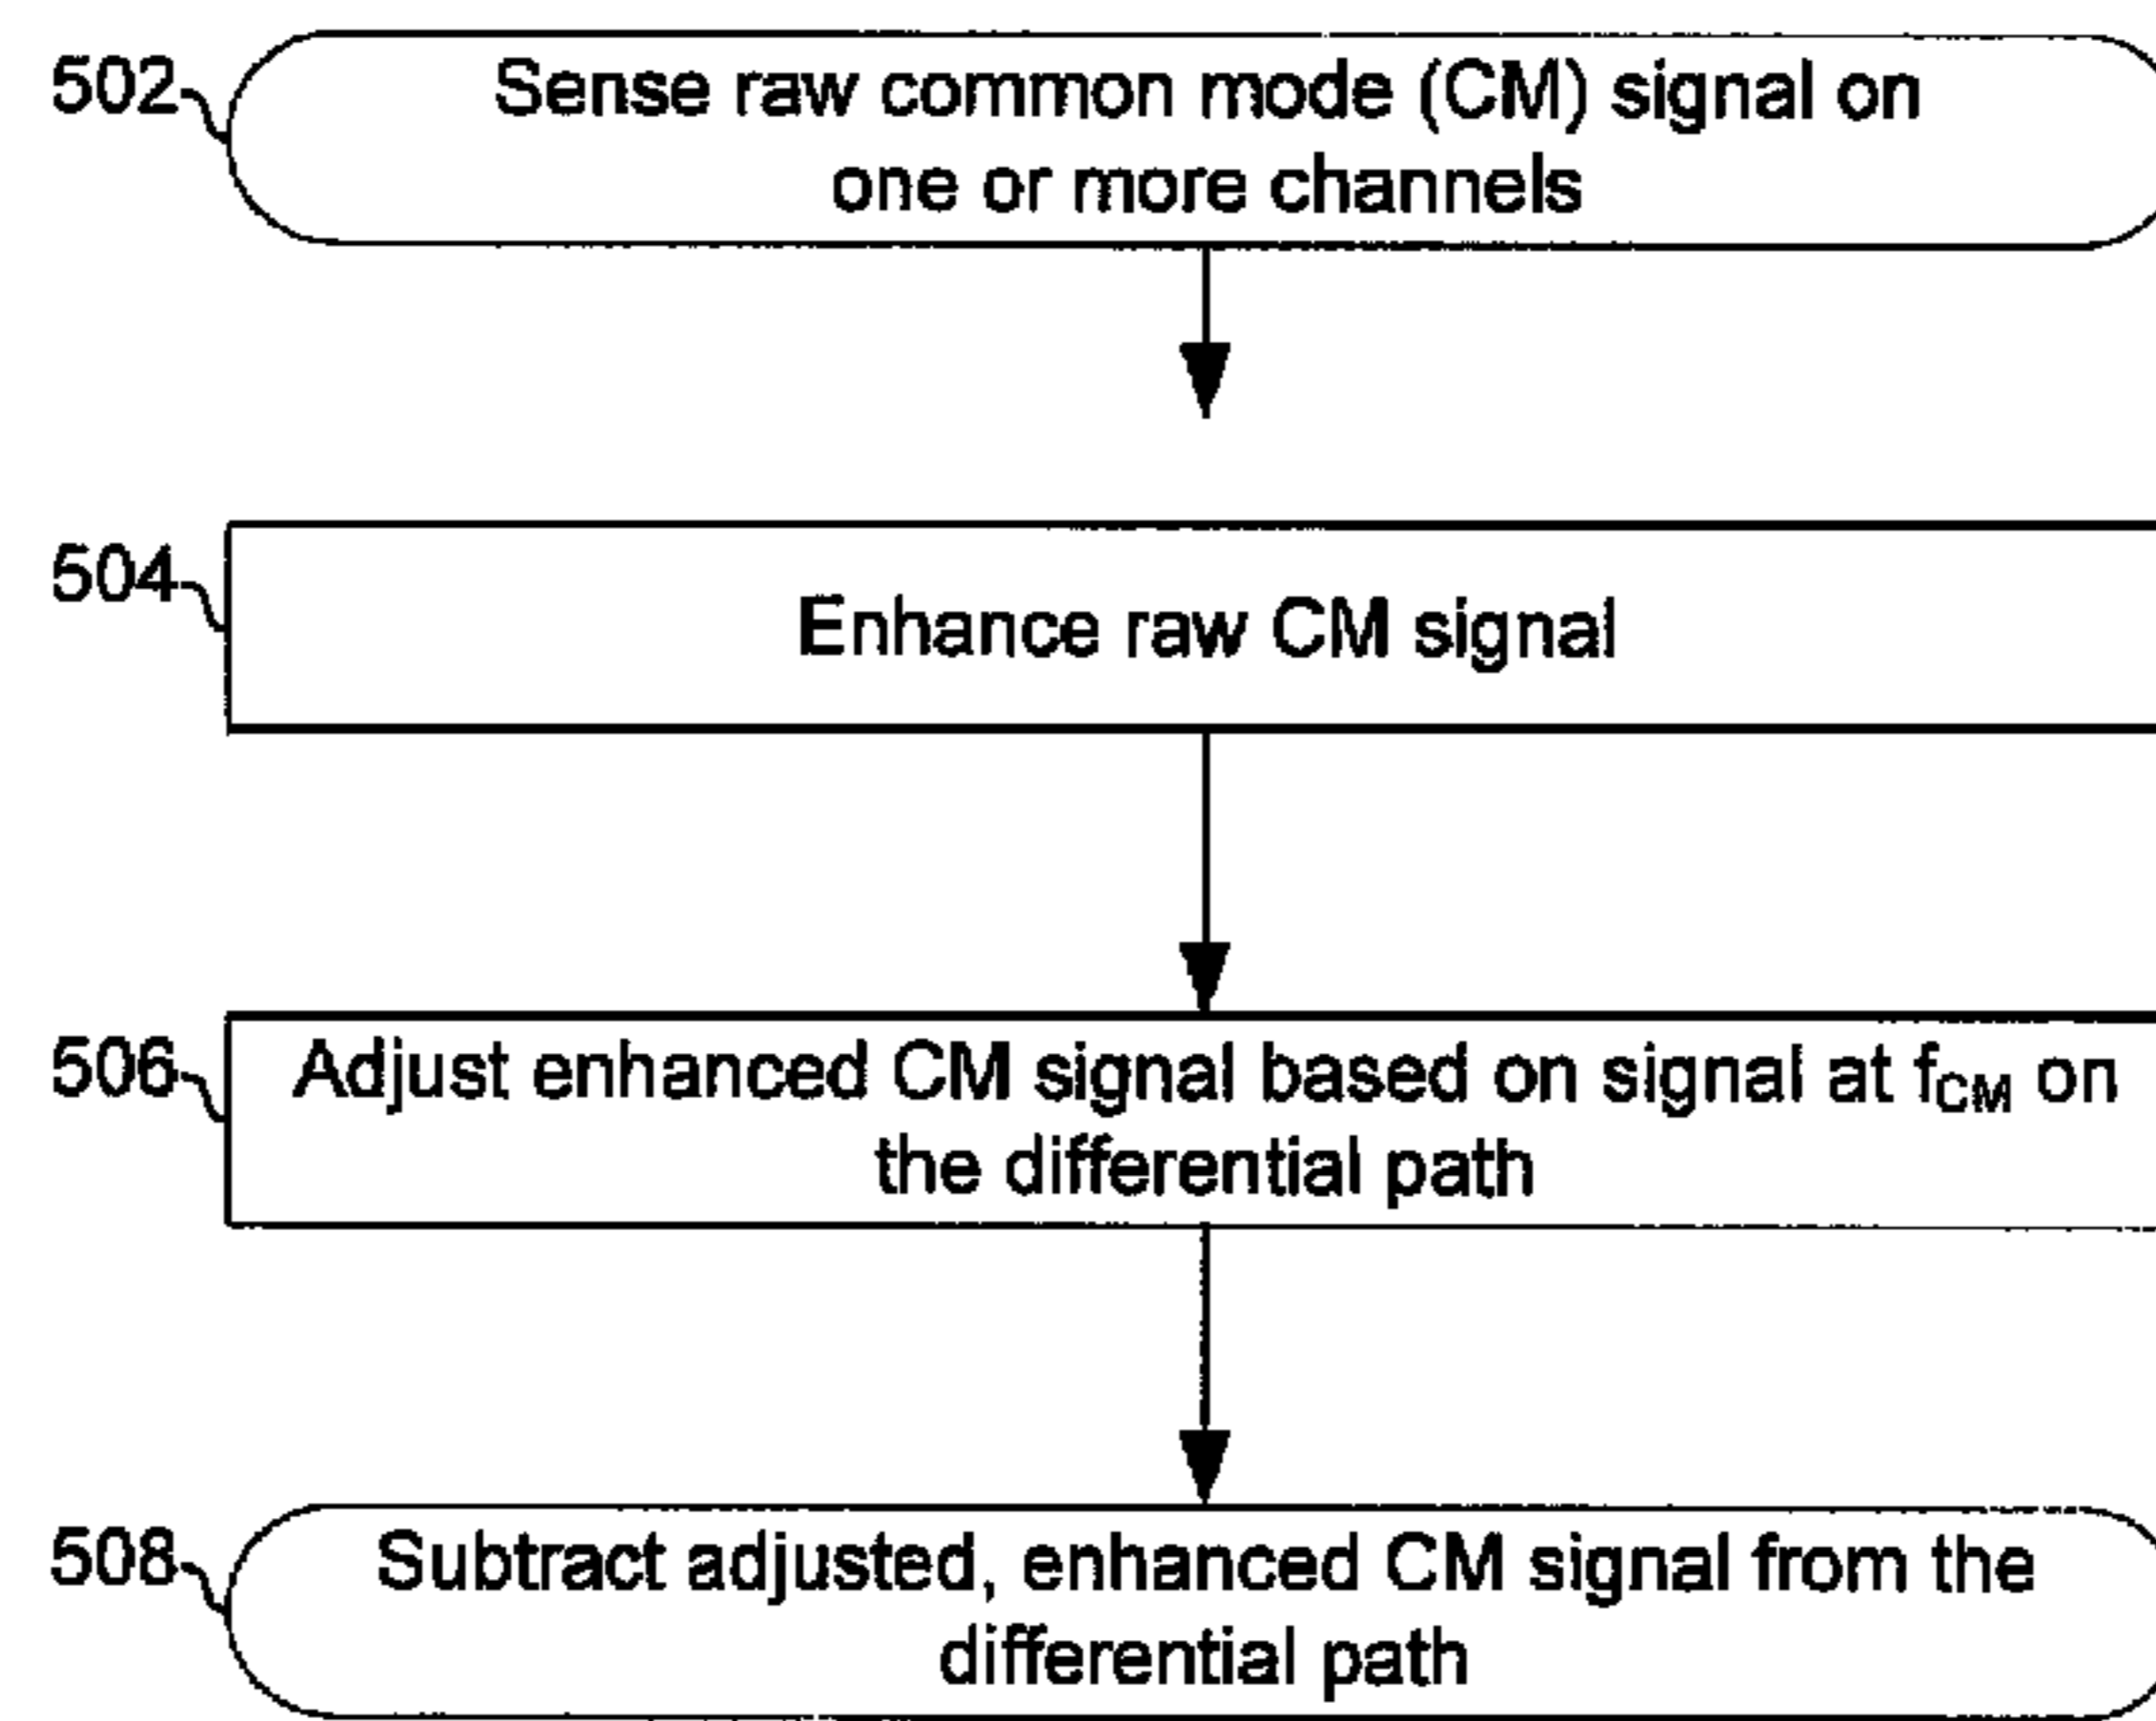 502
Sense raw common mode (CM) signal on
one or more channels
504
Enhance raw CM signal
506
Adjust enhanced CM signal based on signal at fCM on
the differential path
508
Subtract adjusted, enhanced CM signal from the
differential path